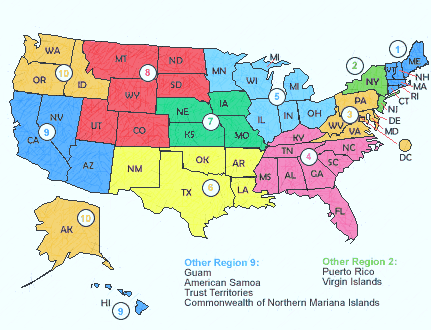 WA
MT
ND
MN
MI
1
ME
VT
OR
10
ID
8
SD
WI
MI
2
NY
NH
MA
RI
CT
WY
IA
5
PA
NJ
NV
NE
7
IL
IN
OH
3
DE
MD
9
UT
CO
KS
MO
WV
VA
CA
KY
DC
AZ
NM
OK
AR
TN
4
NC
SC
TX
6
LA
MS
AL
GA
FL
AK
10
HI
9
Other Region 9:
Guam
American Samoa
Trust Territories
Commonwealth of Northern Mariana Islands
Other Region 2:
Puerto Rico
Virgin Islands